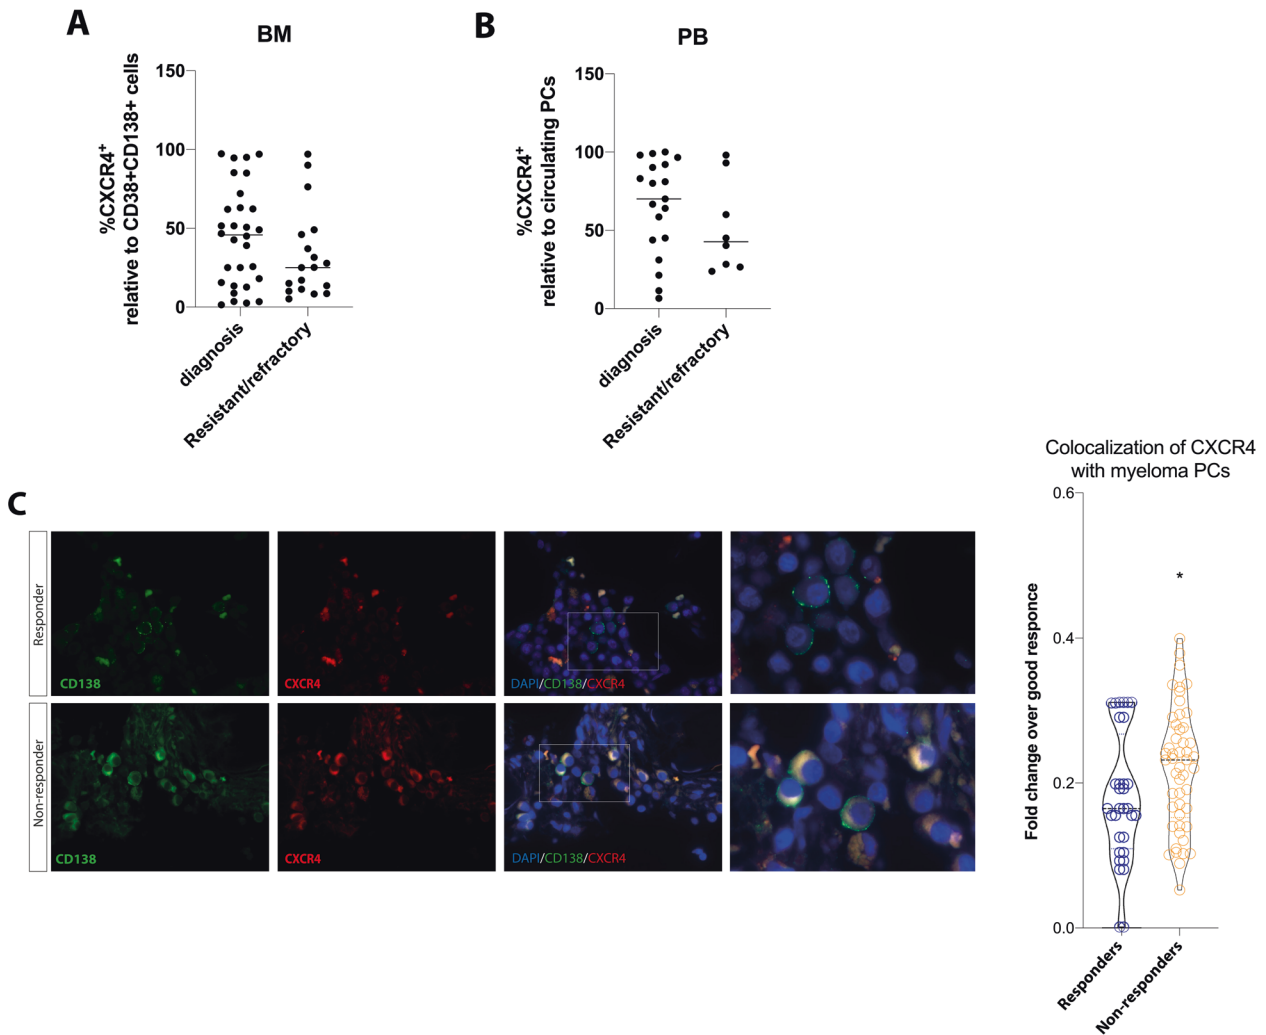 A
BM
%CXCR4+
relative to CD38+CD138+ cells
150
100
50
0
diagnosis
Resistant/refractory
B
PB
%CXCR4+
relative to circulating PCs
150
100
50
0
diagnosis
Resistant/refractory
C
Responder
CD138
CXCR4
DAPI/CD138/CXCR4
Non-responder
CD138
CXCR4
DAPI/CD138/CXCR4
Colocalization of CXCR4
with myeloma PCs
Fold change over good responce
0.6
0.4
0.2
0.0
*
Responders
Non-responders